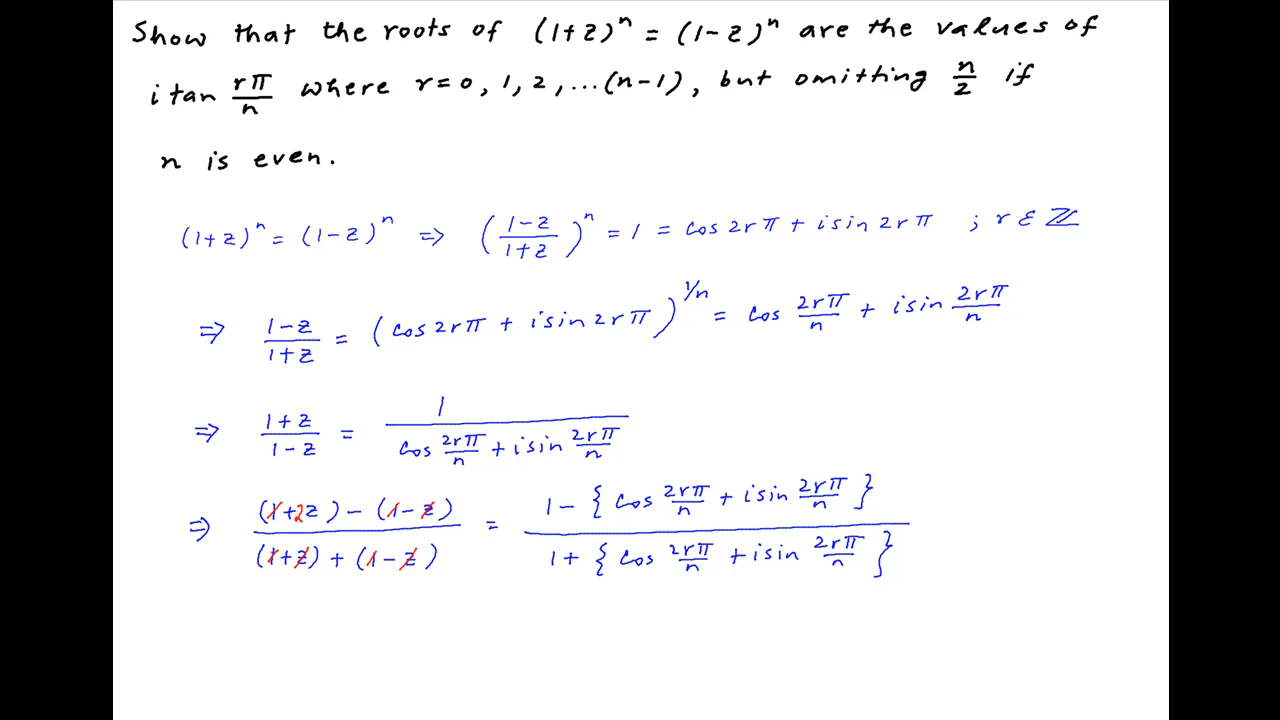 Show that the roots of (1+z)^n = (1-z)^n are the values of
i tan rπ/n where r=0, 1, 2, ...(n-1), but omitting n/2 if
n is even.
(1+z)^n = (1-z)^n ⇒ ((1-z)/(1+z))^n = 1 = cos 2rπ + i sin 2rπ ; r ∈ ℤ
⇒ (1-z)/(1+z) = (cos 2rπ + i sin 2rπ)^(1/n) = cos 2rπ/n + i sin 2rπ/n
⇒ (1+z)/(1-z) = 1/(cos 2rπ/n + i sin 2rπ/n)
⇒ ((1+2z) - (1-z))/((1+z) + (1-z)) = (1 - {cos 2rπ/n + i sin 2rπ/n})/(1 + {cos 2rπ/n + i sin 2rπ/n})